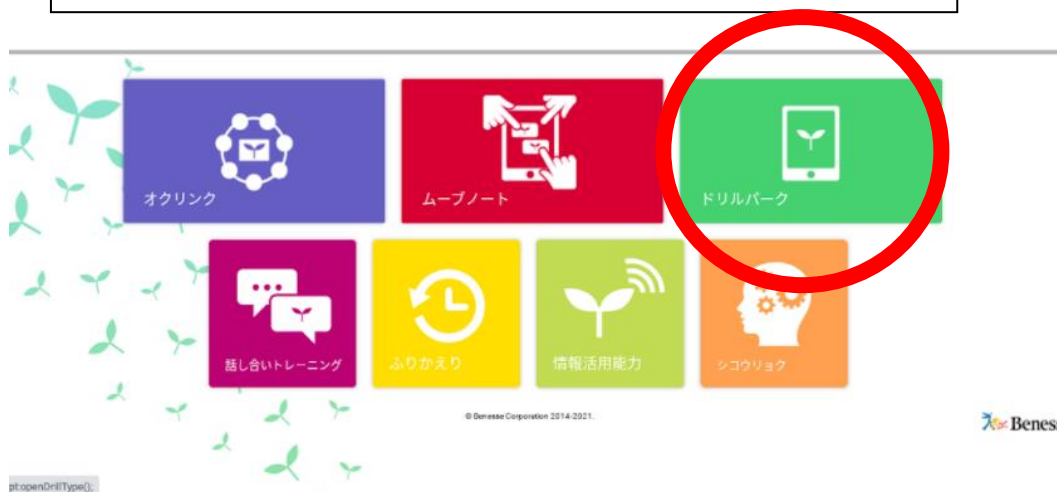 オクリンク
ムーブノート
ドリルパーク
話し合いトレーニング
ふりかえり
情報活用能力
シコウリョク
© Benesse Corporation 2014-2021.
Benes
pt:openDrillType();